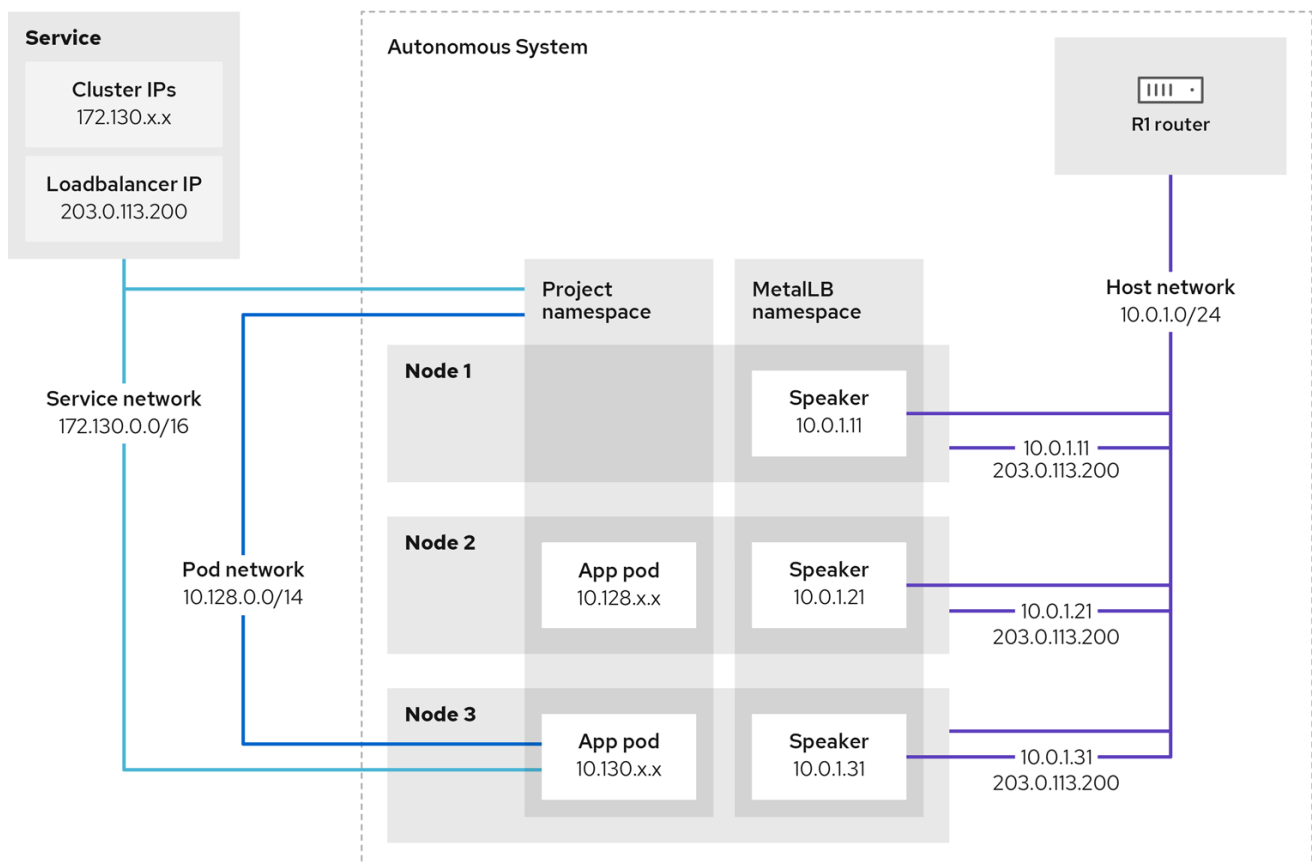 Service
Cluster IPs
172.130.x.x
Loadbalancer IP
203.0.113.200
Autonomous System
R1 router
Host network
10.0.1.0/24
Project
namespace
MetalLB
namespace
Service network
172.130.0.0/16
Pod network
10.128.0.0/14
Node 1
Speaker
10.0.1.11
10.0.1.11
203.0.113.200
Node 2
App pod
10.128.x.x
Speaker
10.0.1.21
10.0.1.21
203.0.113.200
Node 3
App pod
10.130.x.x
Speaker
10.0.1.31
10.0.1.31
203.0.113.200